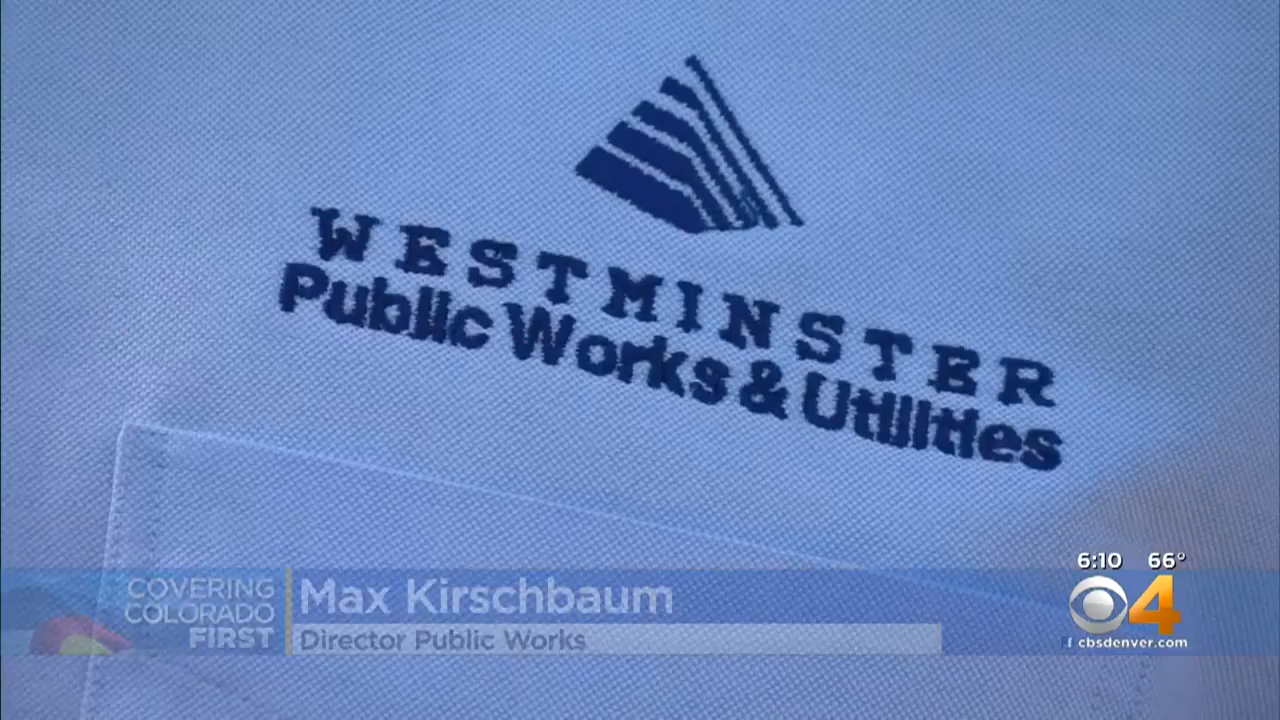 WESTMINSTER
Public Works & Utilities
6:10 66°
COVERING
COLORADO
FIRST
Max Kirschbaum
Director Public Works
4
f cbsdenver.com